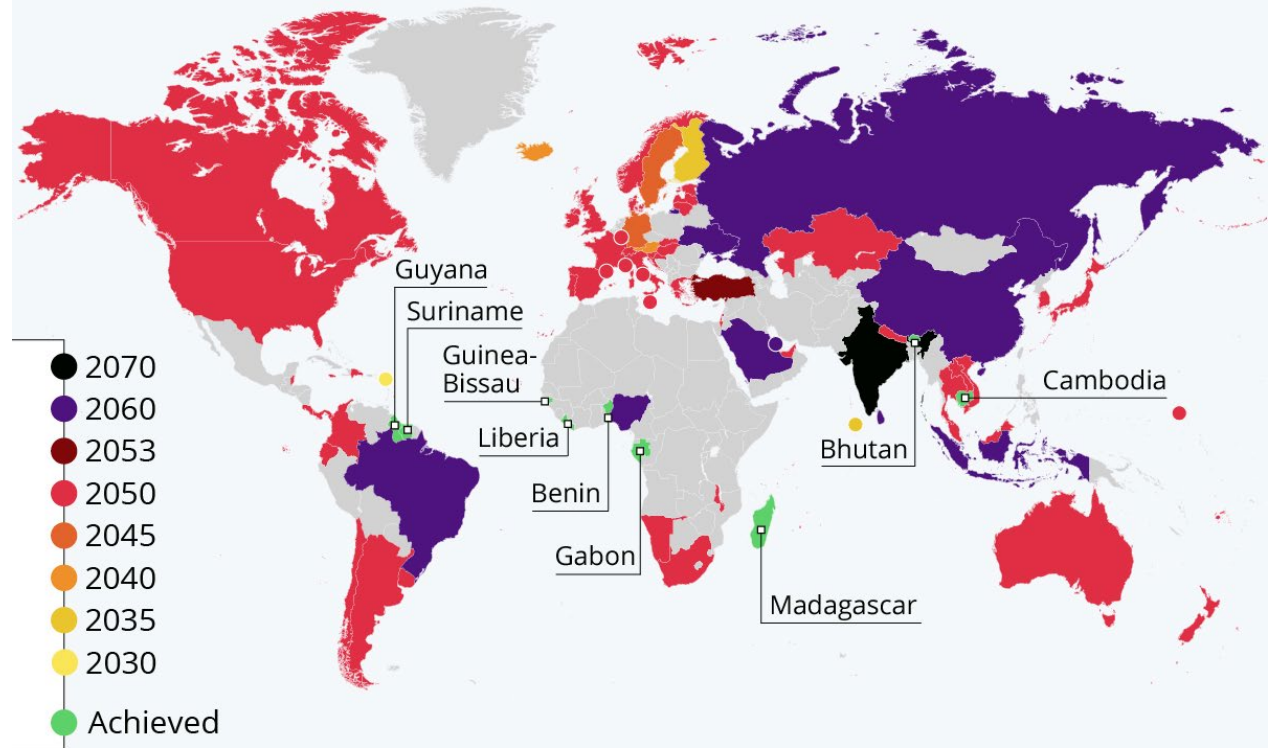 Guyana
Suriname
Guinea-
Bissau
Liberia
Benin
Gabon
Madagascar
Bhutan
Cambodia
2070
2060
2053
2050
2045
2040
2035
2030
Achieved